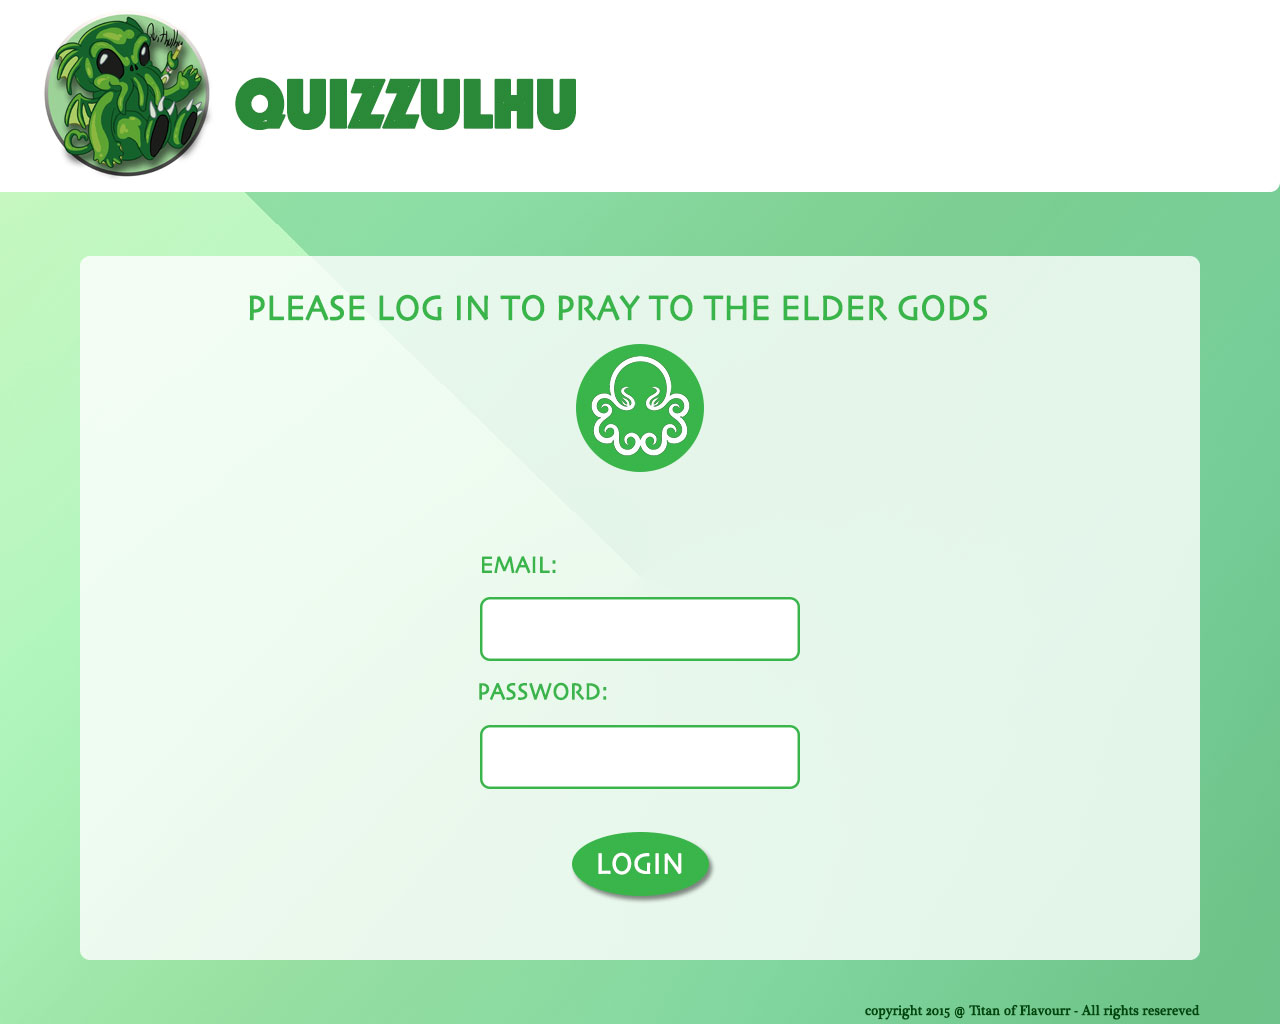 Quithulhu
QUIZZULHU
PLEASE LOG IN TO PRAY TO THE ELDER GODS
EMAIL:
PASSWORD:
LOGIN
copyright 2015 @ Titan of Flavourr - All rights resereved